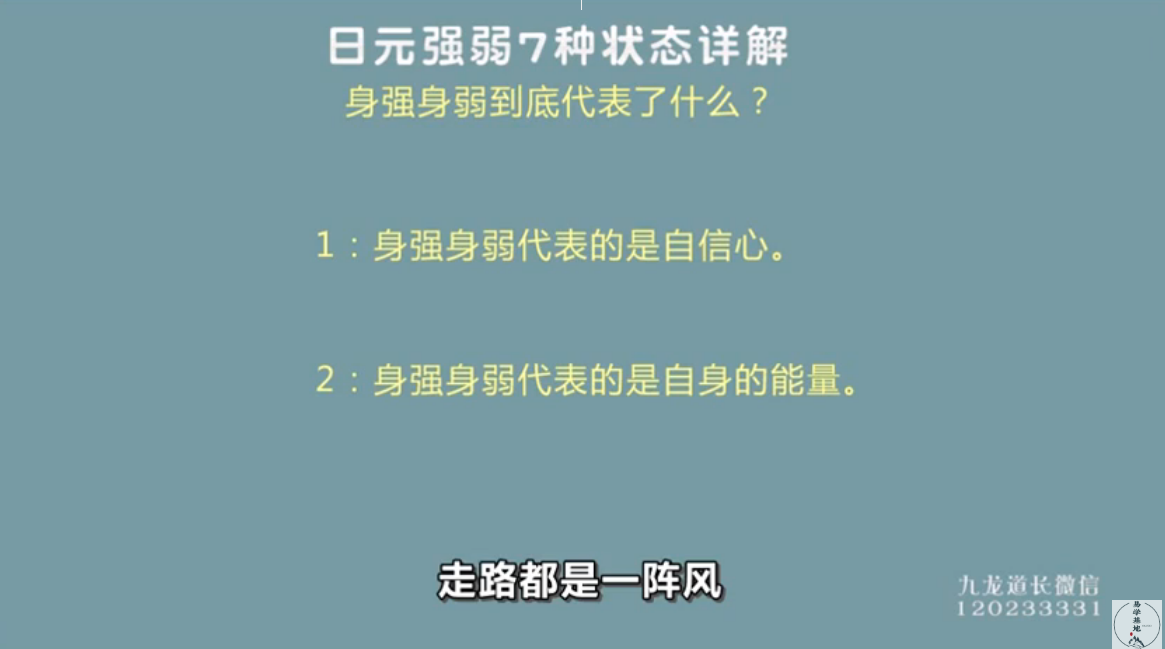 日元强弱7种状态详解
身强身弱到底代表了什么？
1：身强身弱代表的是自信心。
2：身强身弱代表的是自身的能量。
走路都是一阵风
九龙道长微信
120233331
易学基地